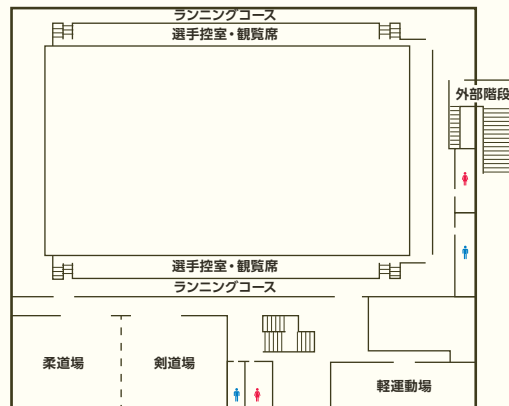 ランニングコース
選手控室・観覧席
外部階段
選手控室・観覧席
ランニングコース
柔道場
剣道場
軽運動場